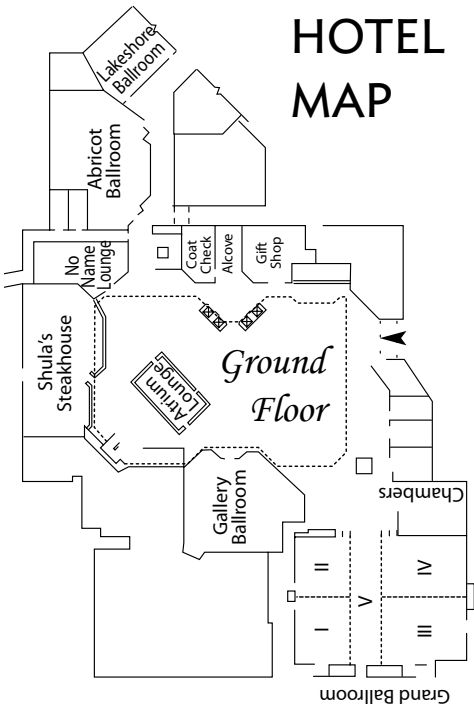 HOTEL
MAP
Lakeshore
Ballroom
Abricot
Ballroom
No
Name
Lounge
Coat
Check
Alcove
Gift
Shop
Shula's
Steakhouse
Atrium
Lounge
Ground
Floor
Gallery
Ballroom
Chambers
II
IV
V
I
III
Grand Ballroom